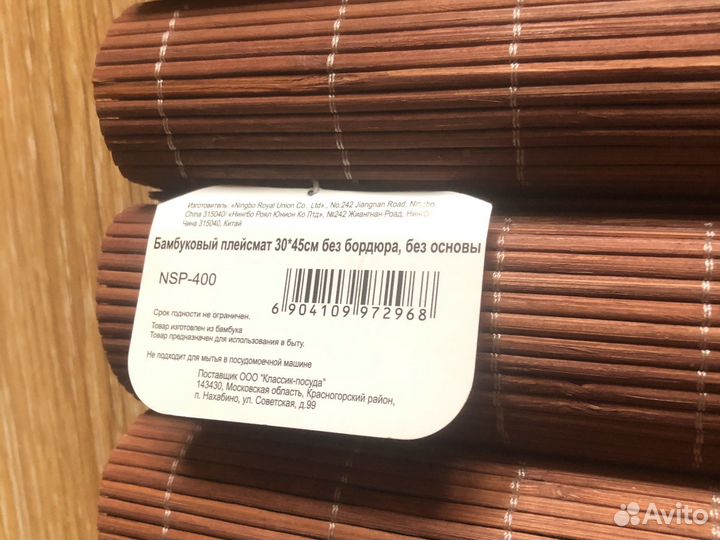 Изготовитель: «Ningbo Royal Union Co., Ltd», No.242 Jiangnan Road, Ningbo,
China 315040/ «Нингбо Роял Юнион Ко Лтд», №242 Жиангнан Роад, Нингбо
Чина 315040, Китай
Бамбуковый плейсмат 30*45см без бордюра, без основы
NSP-400
6 904109 972968
Срок годности не ограничен.
Товар изготовлен из бамбука
Товар предназначен для использования в быту.
Не подходит для мытья в посудомоечной машине
Поставщик ООО "Классик-посуда"
143430, Московская область, Красногорский район,
п. Нахабино, ул. Советская, д.99
Avito